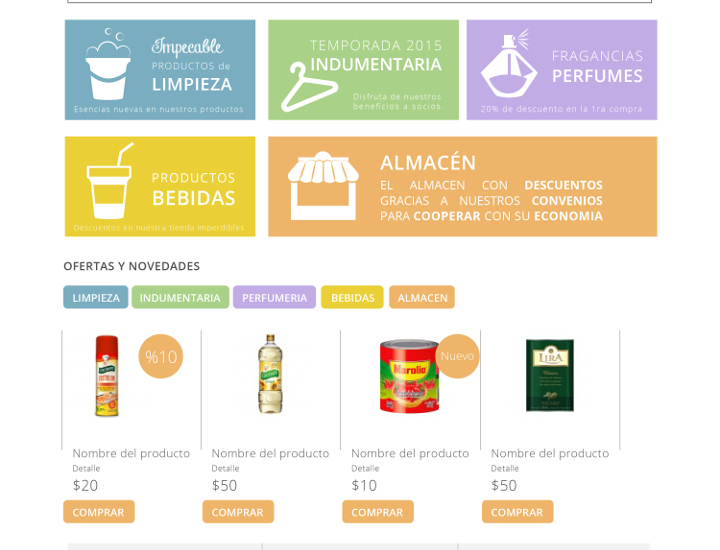 Impecable
PRODUCTOS de
LIMPIEZA
Esencias nuevas en nuestros productos
TEMPORADA 2015
INDUMENTARIA
Disfruta de nuestros
beneficios a socios.
FRAGANCIAS
PERFUMES
20% de descuento en la 1ra compra
PRODUCTOS
BEBIDAS
Descuentos en nuestra tienda imperdibles
ALMACÉN
EL ALMACEN CON DESCUENTOS
GRACIAS A NUESTROS CONVENIOS
PARA COOPERAR CON SU ECONOMIA
OFERTAS Y NOVEDADES
LIMPIEZA INDUMENTARIA PERFUMERIA BEBIDAS ALMACEN
%10
Nuevo
Marolio
LIRA
Nombre del producto Nombre del producto Nombre del producto Nombre del producto
Detalle Detalle Detalle Detalle
$20 $50 $10 $50
COMPRAR COMPRAR COMPRAR COMPRAR